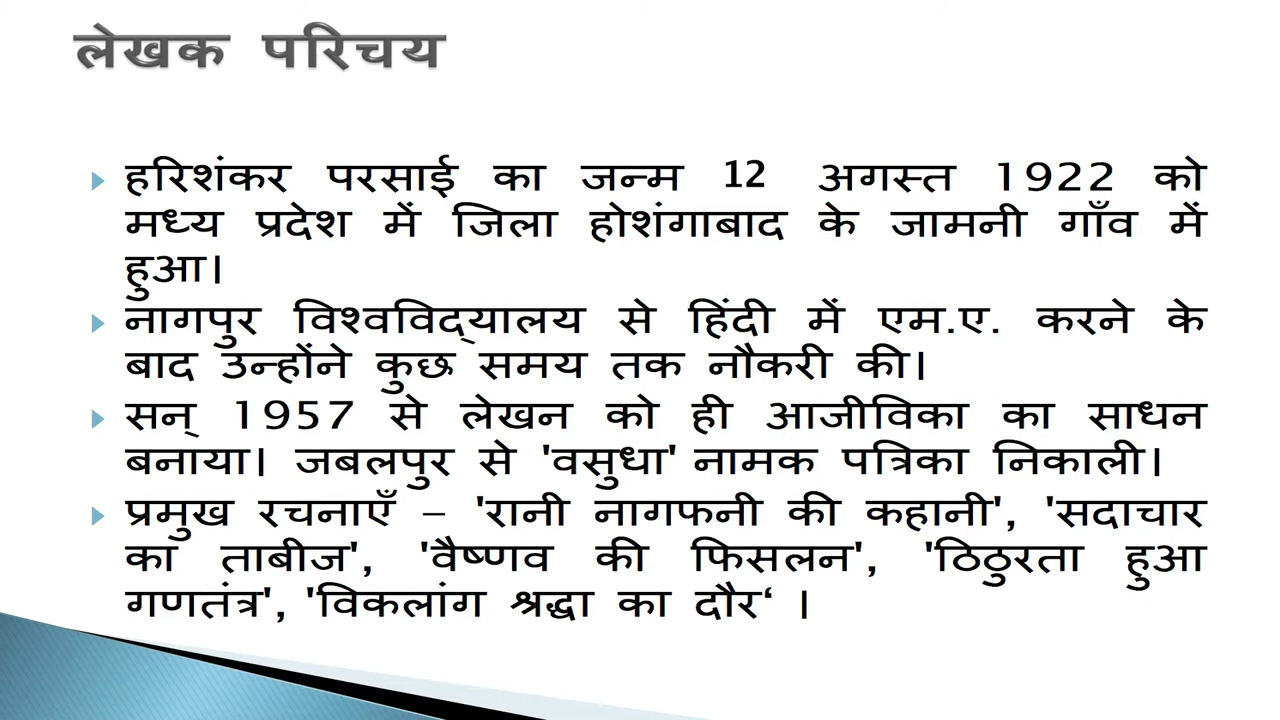 लेखक परिचय
हरिशंकर परसाई का जन्म 12 अगस्त 1922 को
मध्य प्रदेश में जिला होशंगाबाद के जामनी गाँव में
हुआ।
नागपुर विश्वविद्यालय से हिंदी में एम.ए. करने के
बाद उन्होंने कुछ समय तक नौकरी की।
सन् 1957 से लेखन को ही आजीविका का साधन
बनाया। जबलपुर से 'वसुधा' नामक पत्रिका निकाली।
प्रमुख रचनाएँ – 'रानी नागफनी की कहानी', 'सदाचार
का ताबीज', 'वैष्णव की फिसलन', 'ठिठुरता हुआ
गणतंत्र', 'विकलांग श्रद्धा का दौर‘ ।